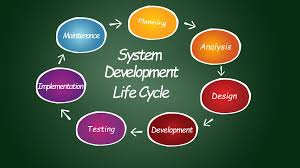 Planning
Analysis
Design
Development
Testing
Implementation
Maintenance
System
Development
Life Cycle